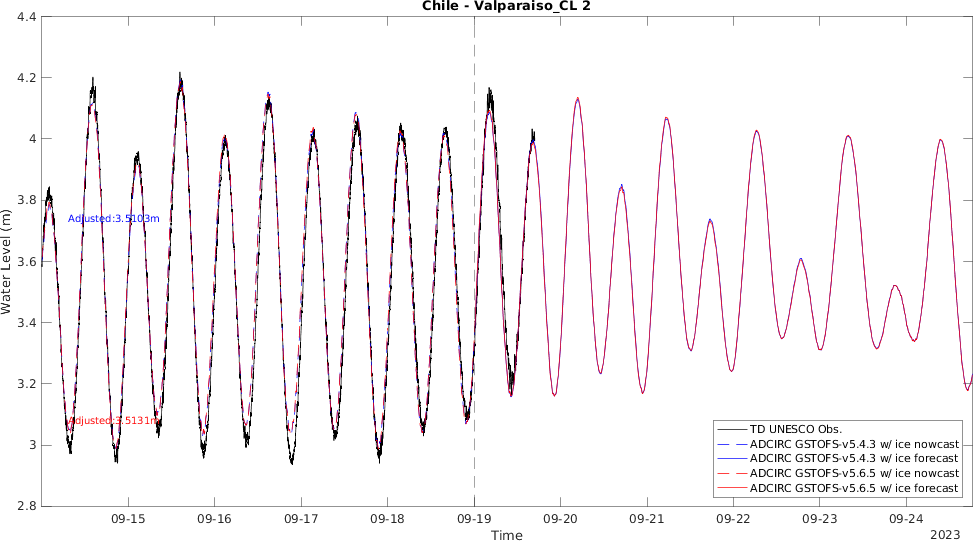 Chile - Valparaiso_CL 2
4.4
4.2
4
3.8
3.6
3.4
3.2
3
2.8
Water Level (m)
Adjusted:3.5103m
Adjusted:3.5131m
TD UNESCO Obs.
ADCIRC GSTOFS-v5.4.3 w/ ice nowcast
ADCIRC GSTOFS-v5.4.3 w/ ice forecast
ADCIRC GSTOFS-v5.6.5 w/ ice nowcast
ADCIRC GSTOFS-v5.6.5 w/ ice forecast
09-15 09-16 09-17 09-18 09-19 09-20 09-21 09-22 09-23 09-24
Time
2023